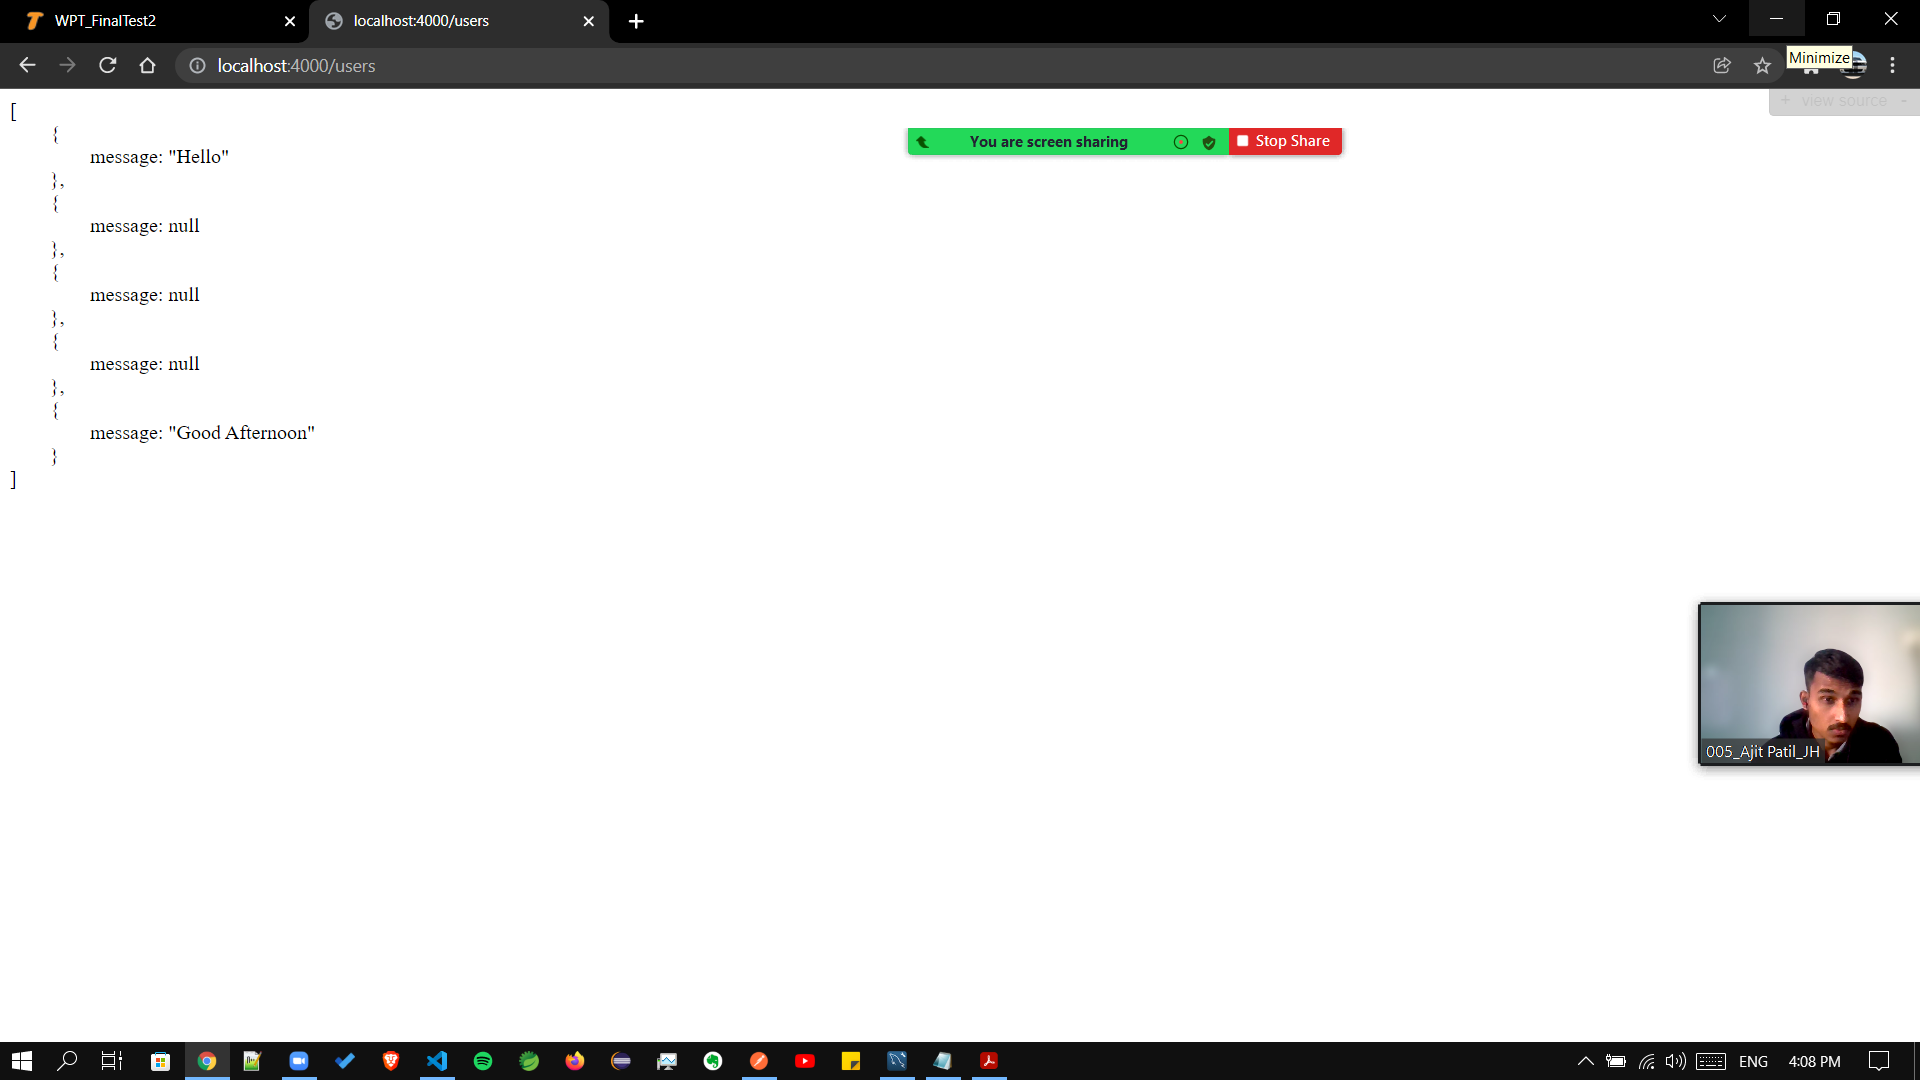 WPT_FinalTest2
localhost:4000/users
localhost:4000/users
Minimize
+ view source -
[
{
message: "Hello"
},
{
message: null
},
{
message: null
},
{
message: null
},
{
message: "Good Afternoon"
}
]
You are screen sharing
Stop Share
005_Ajit Patil_JH
ENG
4:08 PM